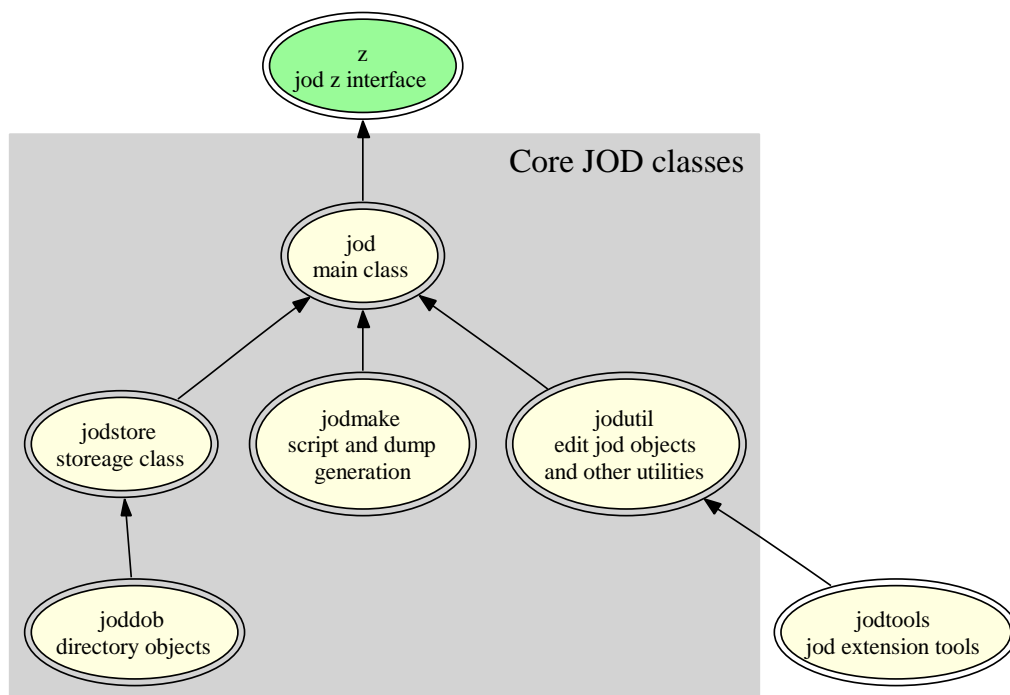 z
jod z interface
Core JOD classes
jod
main class
jodstore
storeage class
jodmake
script and dump
generation
jodutil
edit jod objects
and other utilities
joddob
directory objects
jodtools
jod extension tools